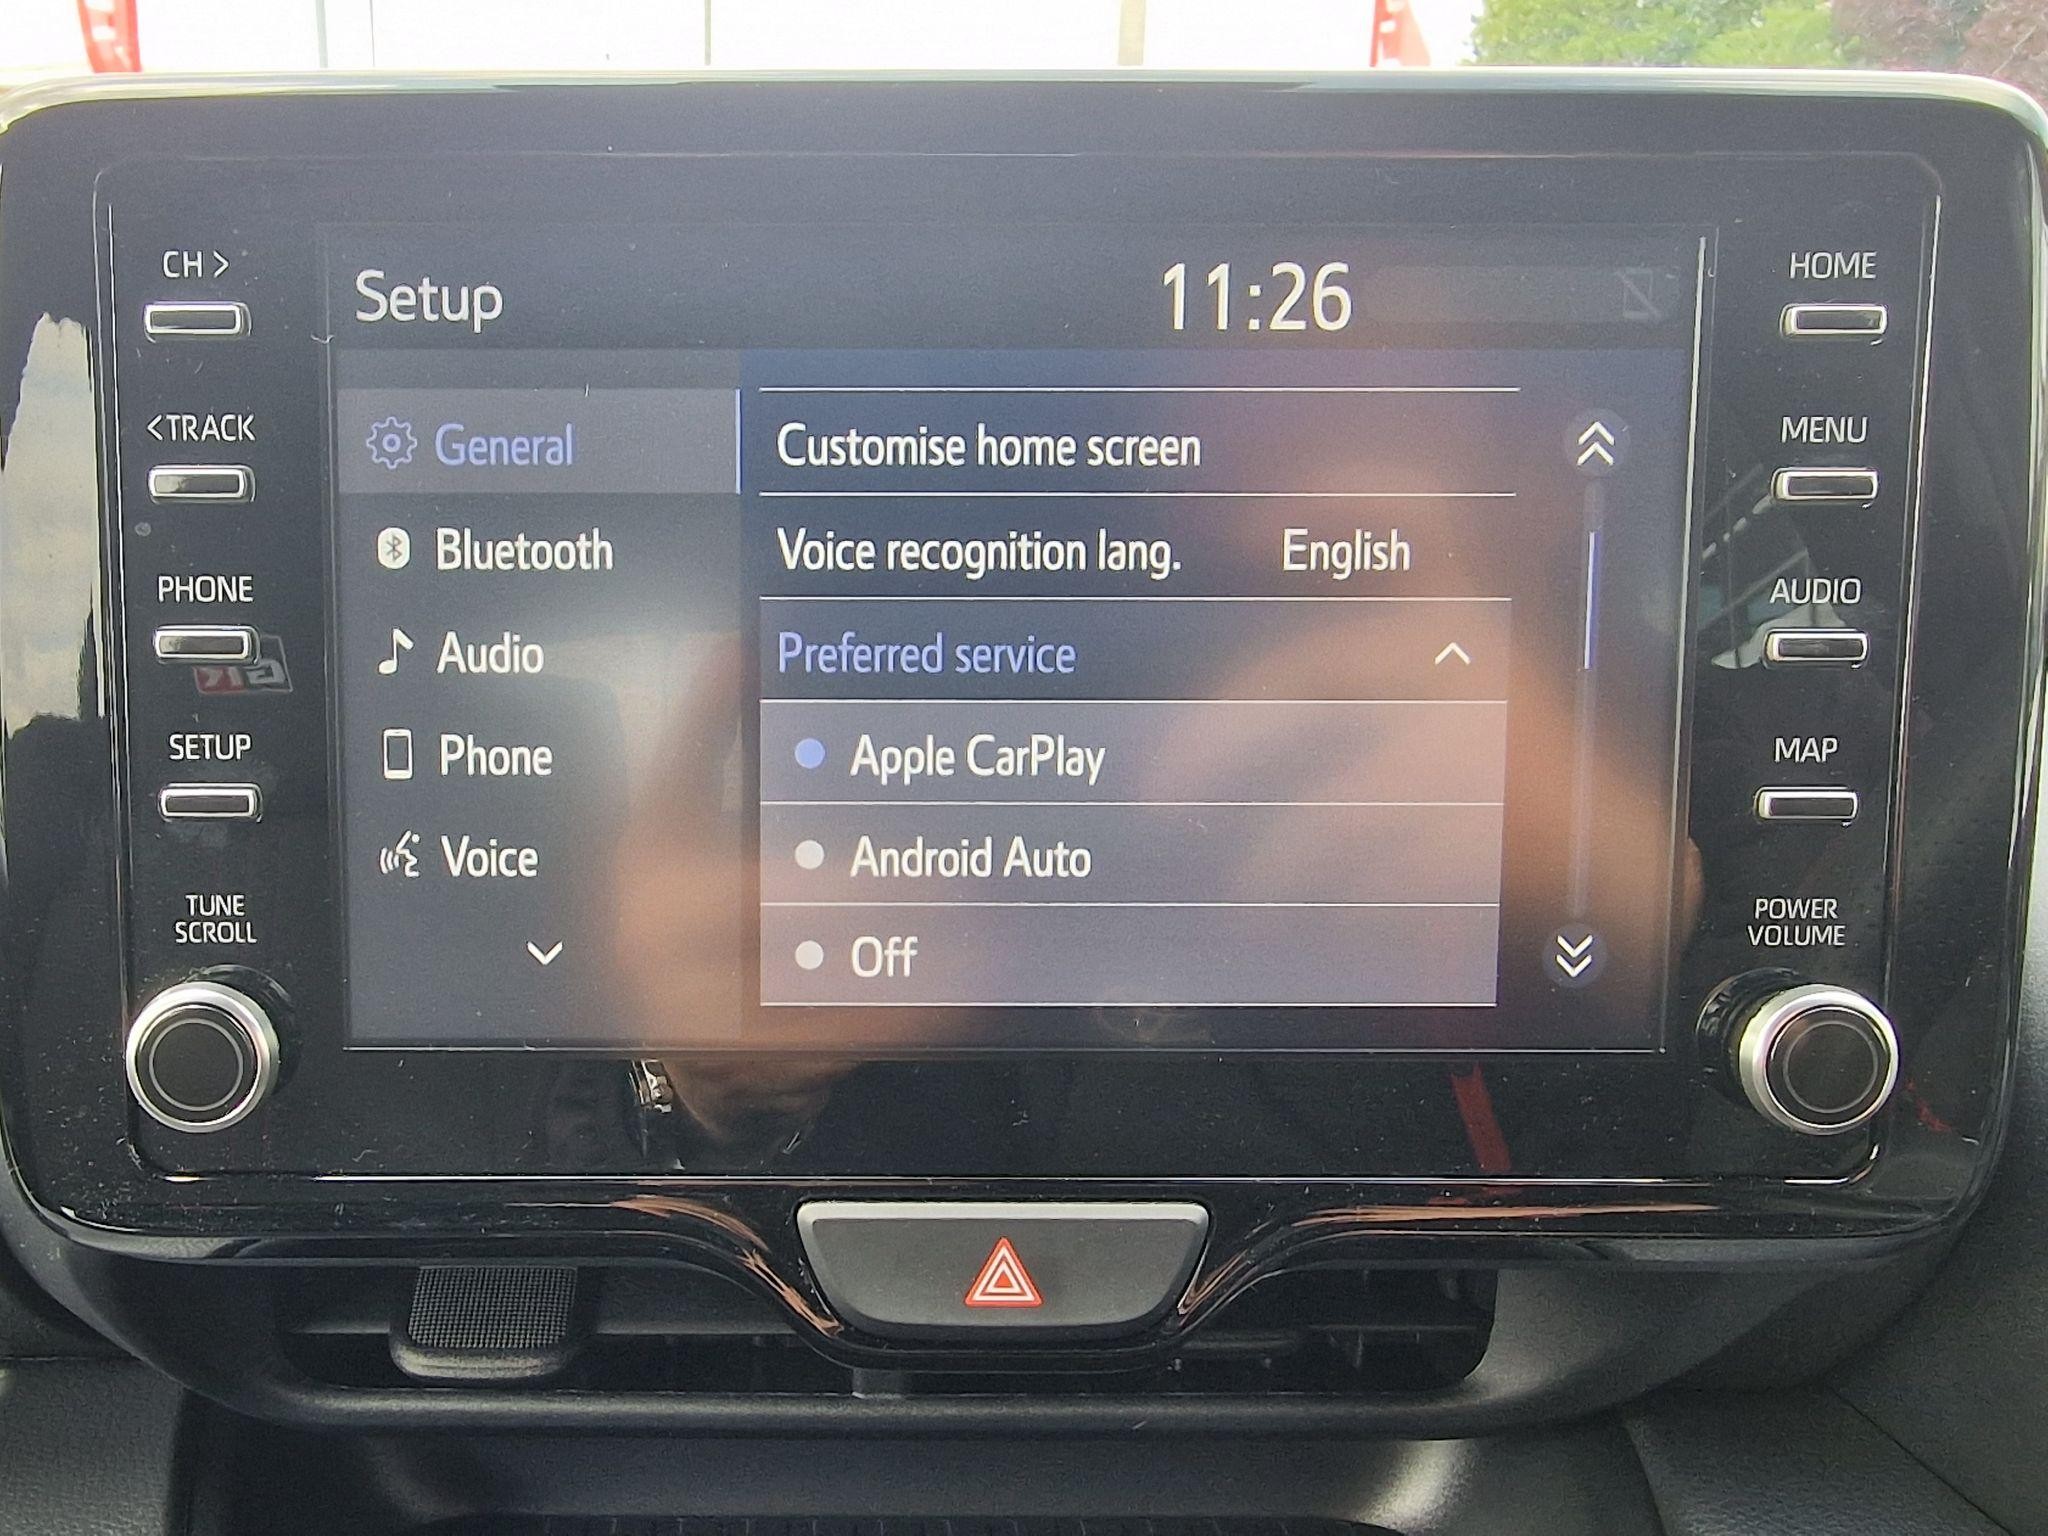 CH >
<TRACK
PHONE
SETUP
TUNE
SCROLL
Setup
11:26
General
Bluetooth
Audio
Phone
Voice
Customise home screen
Voice recognition lang. English
Preferred service
Apple CarPlay
Android Auto
Off
HOME
MENU
AUDIO
MAP
POWER
VOLUME